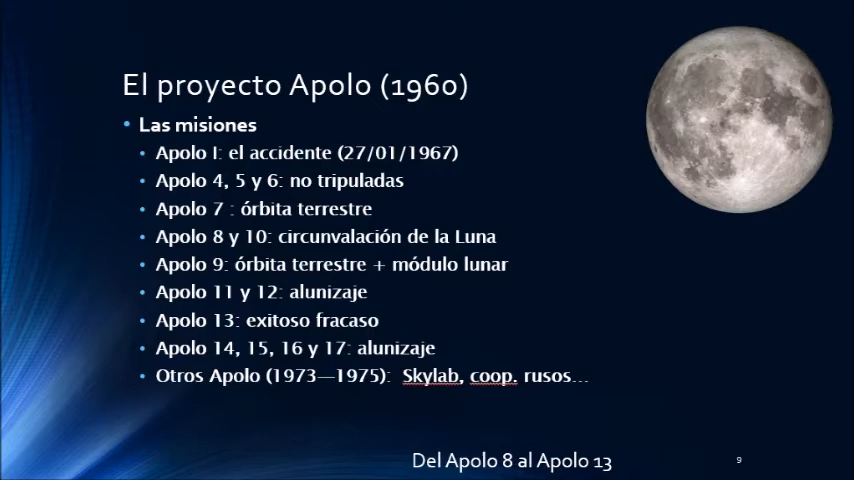 El proyecto Apolo (1960)
• Las misiones
• Apolo I: el accidente (27/01/1967)
• Apolo 4, 5 y 6: no tripuladas
• Apolo 7 : órbita terrestre
• Apolo 8 y 10: circunvalación de la Luna
• Apolo 9: órbita terrestre + módulo lunar
• Apolo 11 y 12: alunizaje
• Apolo 13: exitoso fracaso
• Apolo 14, 15, 16 y 17: alunizaje
• Otros Apolo (1973—1975): Skylab, coop. rusos...
Del Apolo 8 al Apolo 13
9